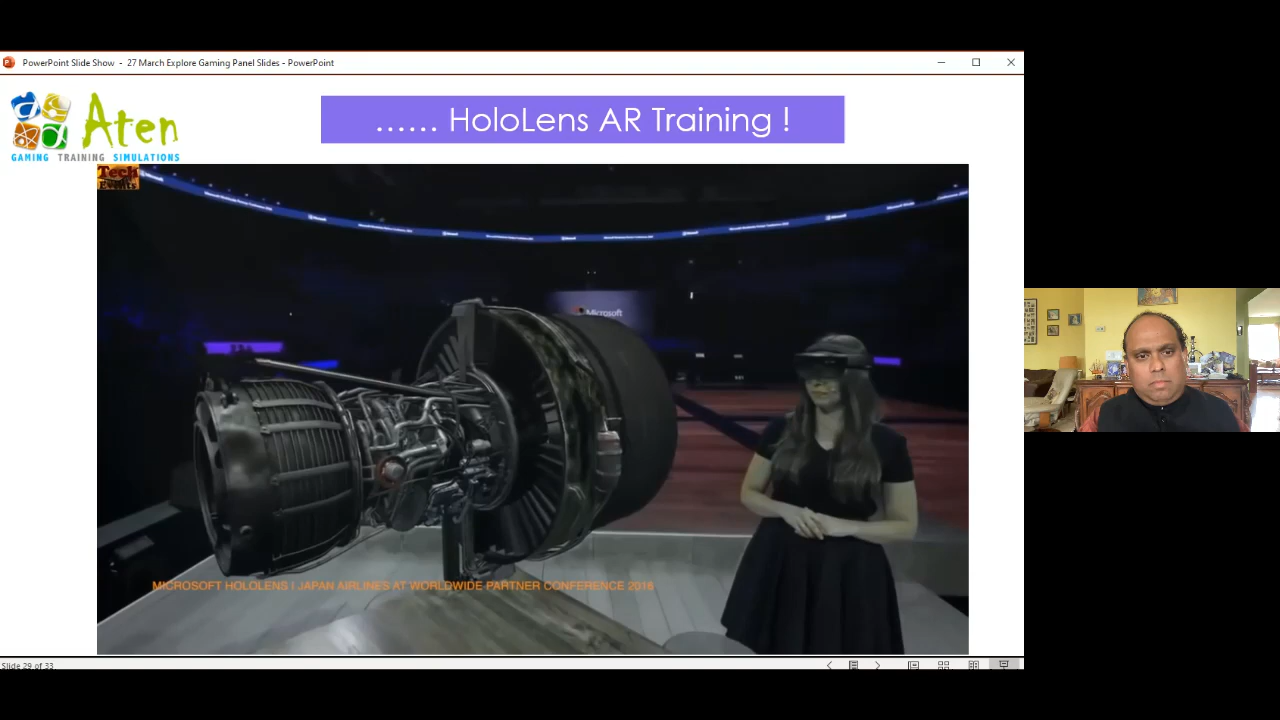 PowerPoint Slide Show - 27 March Explore Gaming Panel Slides - PowerPoint
Aten
GAMING TRAINING SIMULATIONS
...... HoloLens AR Training !
Tech
Events
Microsoft
MICROSOFT HOLOLENS | JAPAN AIRLINES AT WORLDWIDE PARTNER CONFERENCE 2016
Slide 29 of 33